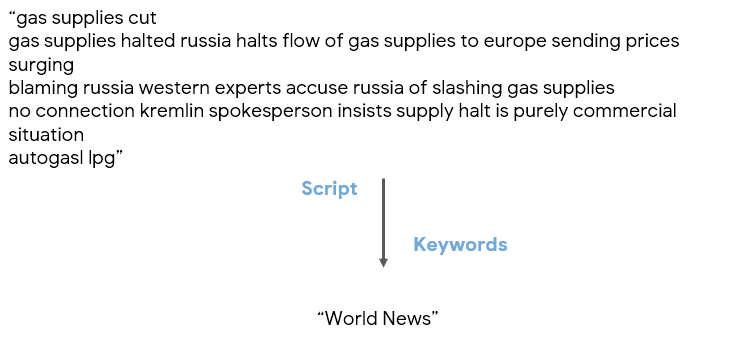 “gas supplies cut
gas supplies halted russia halts flow of gas supplies to europe sending prices
surging
blaming russia western experts accuse russia of slashing gas supplies
no connection kremlin spokesperson insists supply halt is purely commercial
situation
autogasl lpg”
Script
Keywords
“World News”